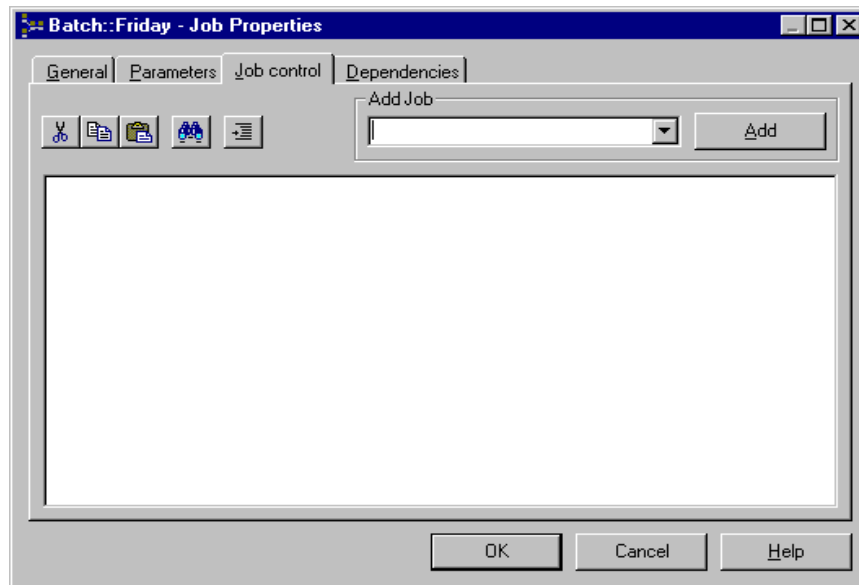 Batch::Friday - Job Properties
General Parameters Job control Dependencies
Add Job
Add
OK Cancel Help